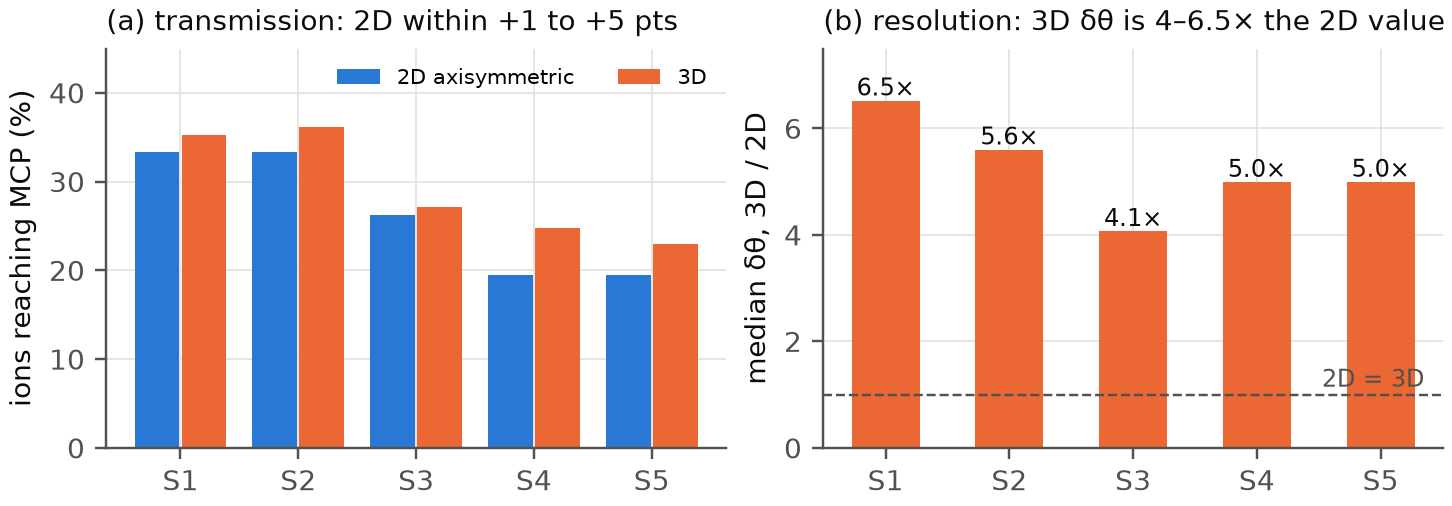 (a) transmission: 2D within +1 to +5 pts
2D axisymmetric
3D
ions reaching MCP (%)
40
30
20
10
0
S1
S2
S3
S4
S5
(b) resolution: 3D δθ is 4–6.5× the 2D value
median δθ, 3D / 2D
6
4
2
0
6.5×
5.6×
4.1×
5.0×
5.0×
2D = 3D
S1
S2
S3
S4
S5